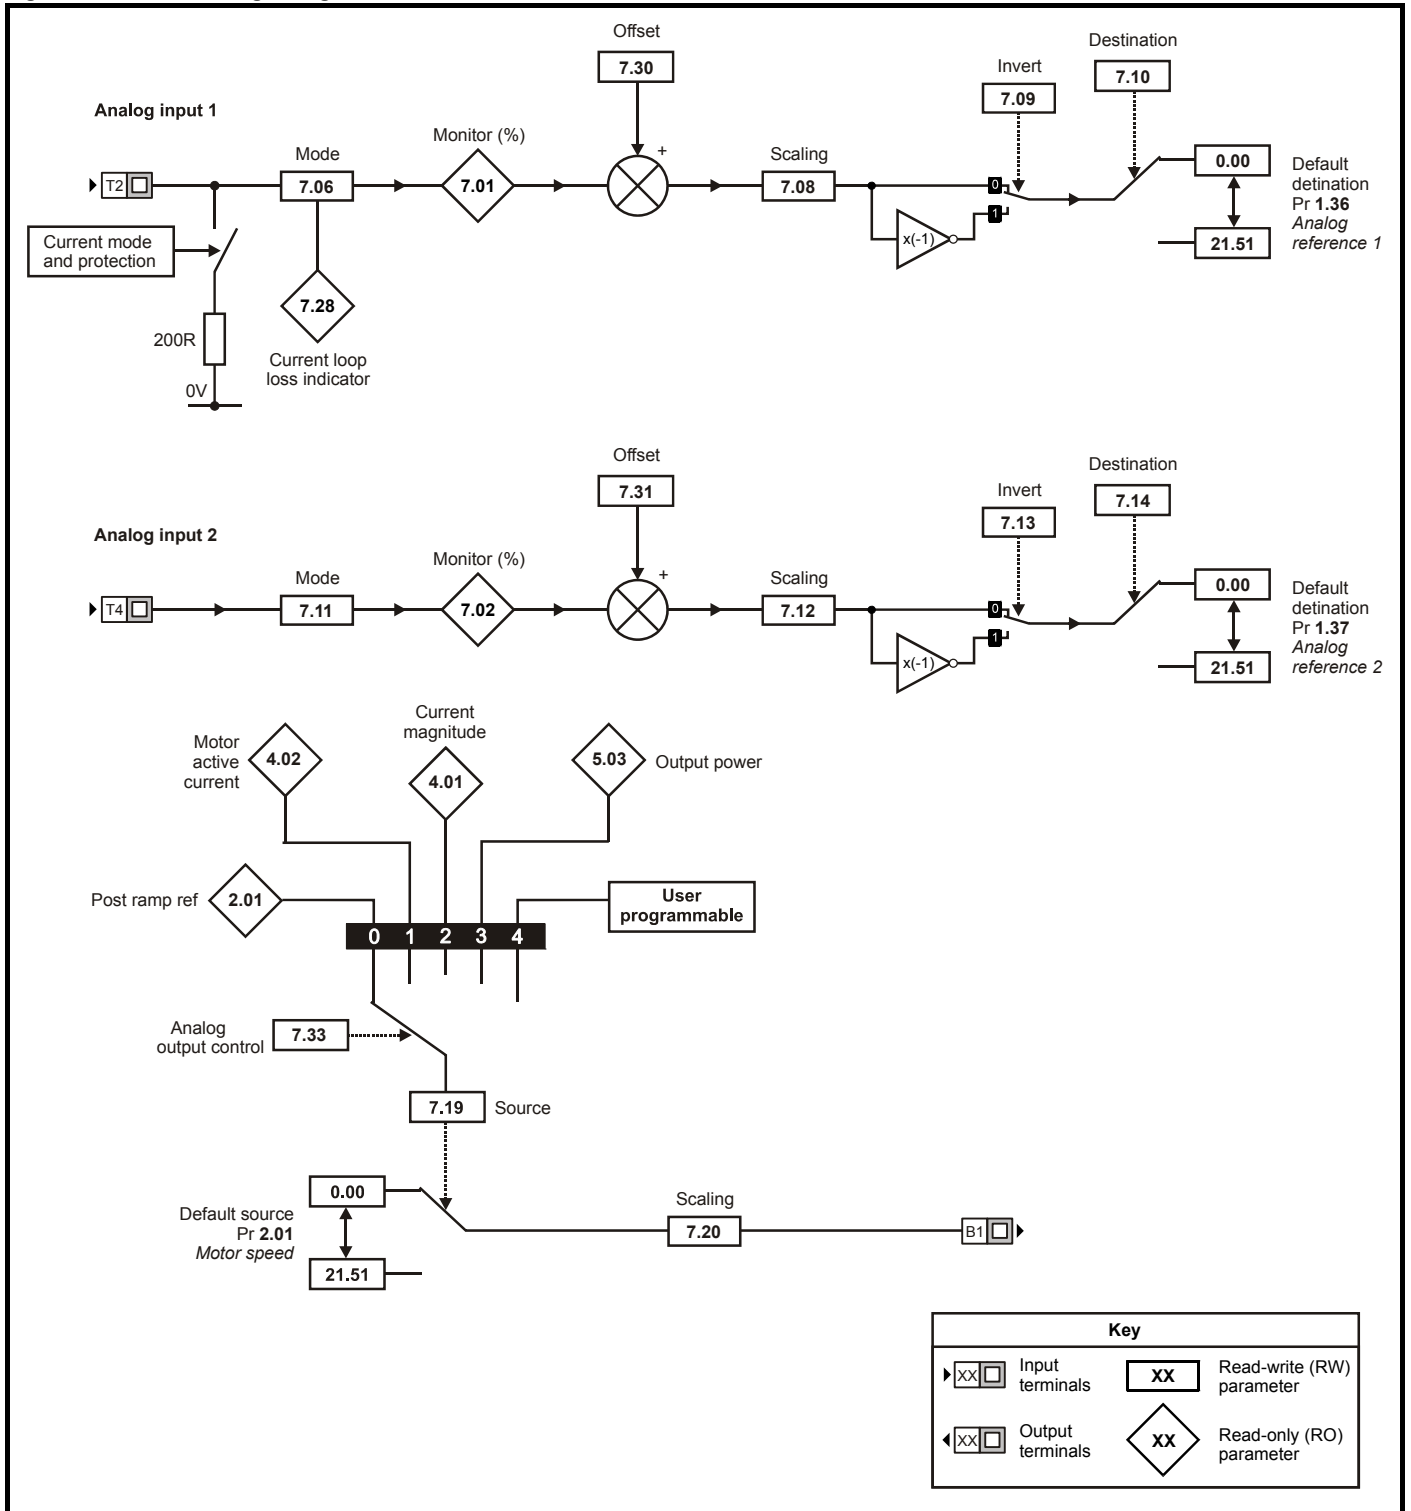 Analog input 1
Offset
7.30
Invert
7.09
Destination
7.10
T2
Mode
7.06
Monitor (%)
7.01
+
Scaling
7.08
x(-1)
0
1
0.00
21.51
Default
detination
Pr 1.36
Analog
reference 1
Current mode
and protection
200R
0V
7.28
Current loop
loss indicator
Analog input 2
Offset
7.31
Invert
7.13
Destination
7.14
T4
Mode
7.11
Monitor (%)
7.02
+
Scaling
7.12
x(-1)
0
1
0.00
21.51
Default
detination
Pr 1.37
Analog
reference 2
Motor
active
current
4.02
Current
magnitude
4.01
5.03
Output power
Post ramp ref
2.01
User
programmable
0 1 2 3 4
Analog
output control
7.33
7.19
Source
0.00
Default source
Pr 2.01
Motor speed
21.51
Scaling
7.20
B1
Key
XX
Input
terminals
XX
Read-write (RW)
parameter
XX
Output
terminals
XX
Read-only (RO)
parameter